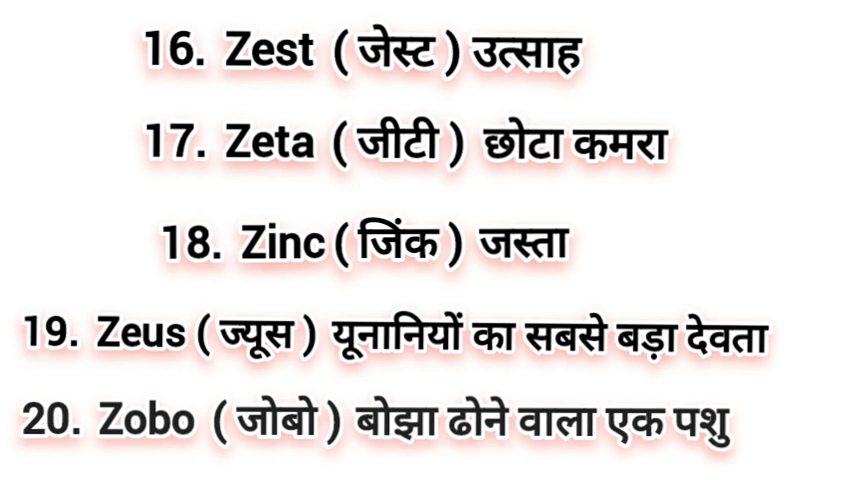 16. Zest ( जेस्ट ) उत्साह
17. Zeta ( जीटी ) छोटा कमरा
18. Zinc ( जिंक ) जस्ता
19. Zeus ( ज्यूस ) यूनानियों का सबसे बड़ा देवता
20. Zobo ( जोबो ) बोझा ढोने वाला एक पशु